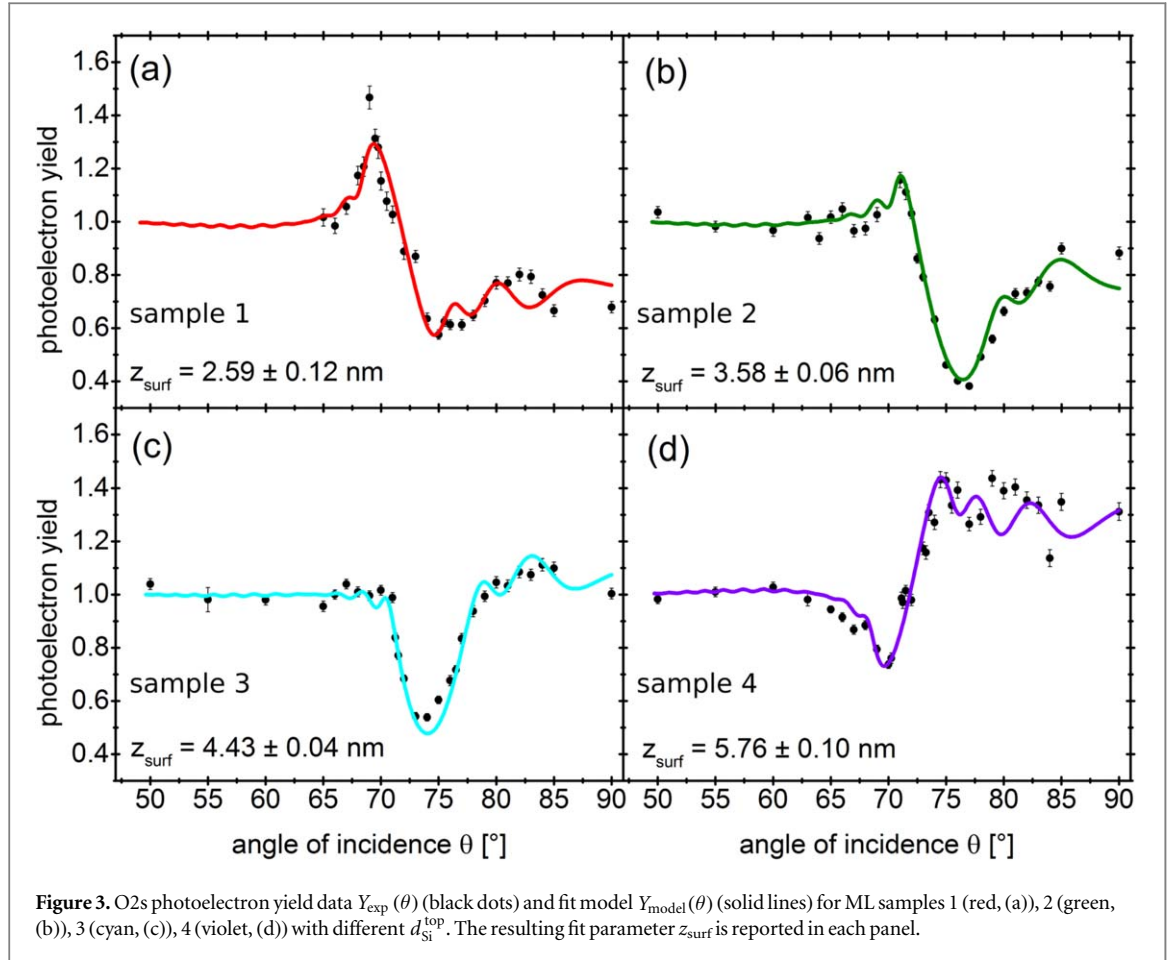 (a)
(b)
1.6
1.4
1.2
1.0
0.8
0.6
0.4
photoelectron yield
sample 1
z_surf = 2.59 ± 0.12 nm
sample 2
z_surf = 3.58 ± 0.06 nm
(c)
(d)
1.6
1.4
1.2
1.0
0.8
0.6
0.4
photoelectron yield
sample 3
z_surf = 4.43 ± 0.04 nm
sample 4
z_surf = 5.76 ± 0.10 nm
50 55 60 65 70 75 80 85 90
50 55 60 65 70 75 80 85 90
angle of incidence θ [°]
angle of incidence θ [°]
Figure 3. O2s photoelectron yield data Y_exp (θ) (black dots) and fit model Y_model(θ) (solid lines) for ML samples 1 (red, (a)), 2 (green,
(b)), 3 (cyan, (c)), 4 (violet, (d)) with different d_Si^top. The resulting fit parameter z_surf is reported in each panel.